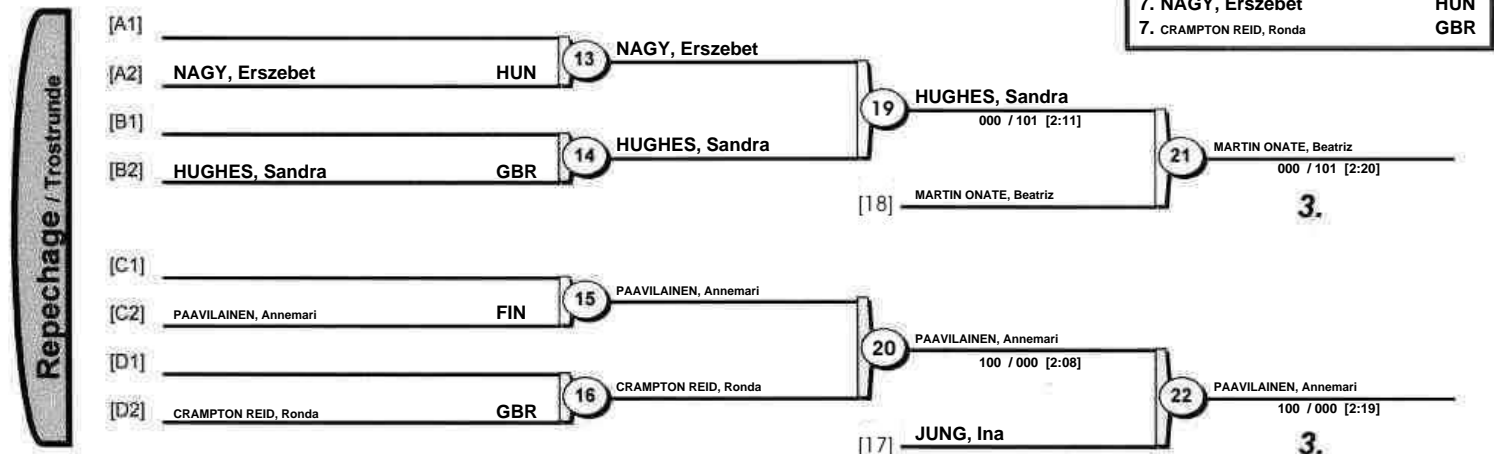 7. NAGY, Erszebet HUN
7. CRAMPTON REID, Ronda GBR
Repechage / Trostrunde
[A1]
[A2] NAGY, Erszebet HUN
13 NAGY, Erszebet
[B1]
[B2] HUGHES, Sandra GBR
14 HUGHES, Sandra
19 HUGHES, Sandra
000 / 101 [2:11]
[18] MARTIN ONATE, Beatriz
21 MARTIN ONATE, Beatriz
000 / 101 [2:20]
3.
[C1]
[C2] PAAVILAINEN, Annemari FIN
15 PAAVILAINEN, Annemari
[D1]
[D2] CRAMPTON REID, Ronda GBR
16 CRAMPTON REID, Ronda
20 PAAVILAINEN, Annemari
100 / 000 [2:08]
[17] JUNG, Ina
22 PAAVILAINEN, Annemari
100 / 000 [2:19]
3.